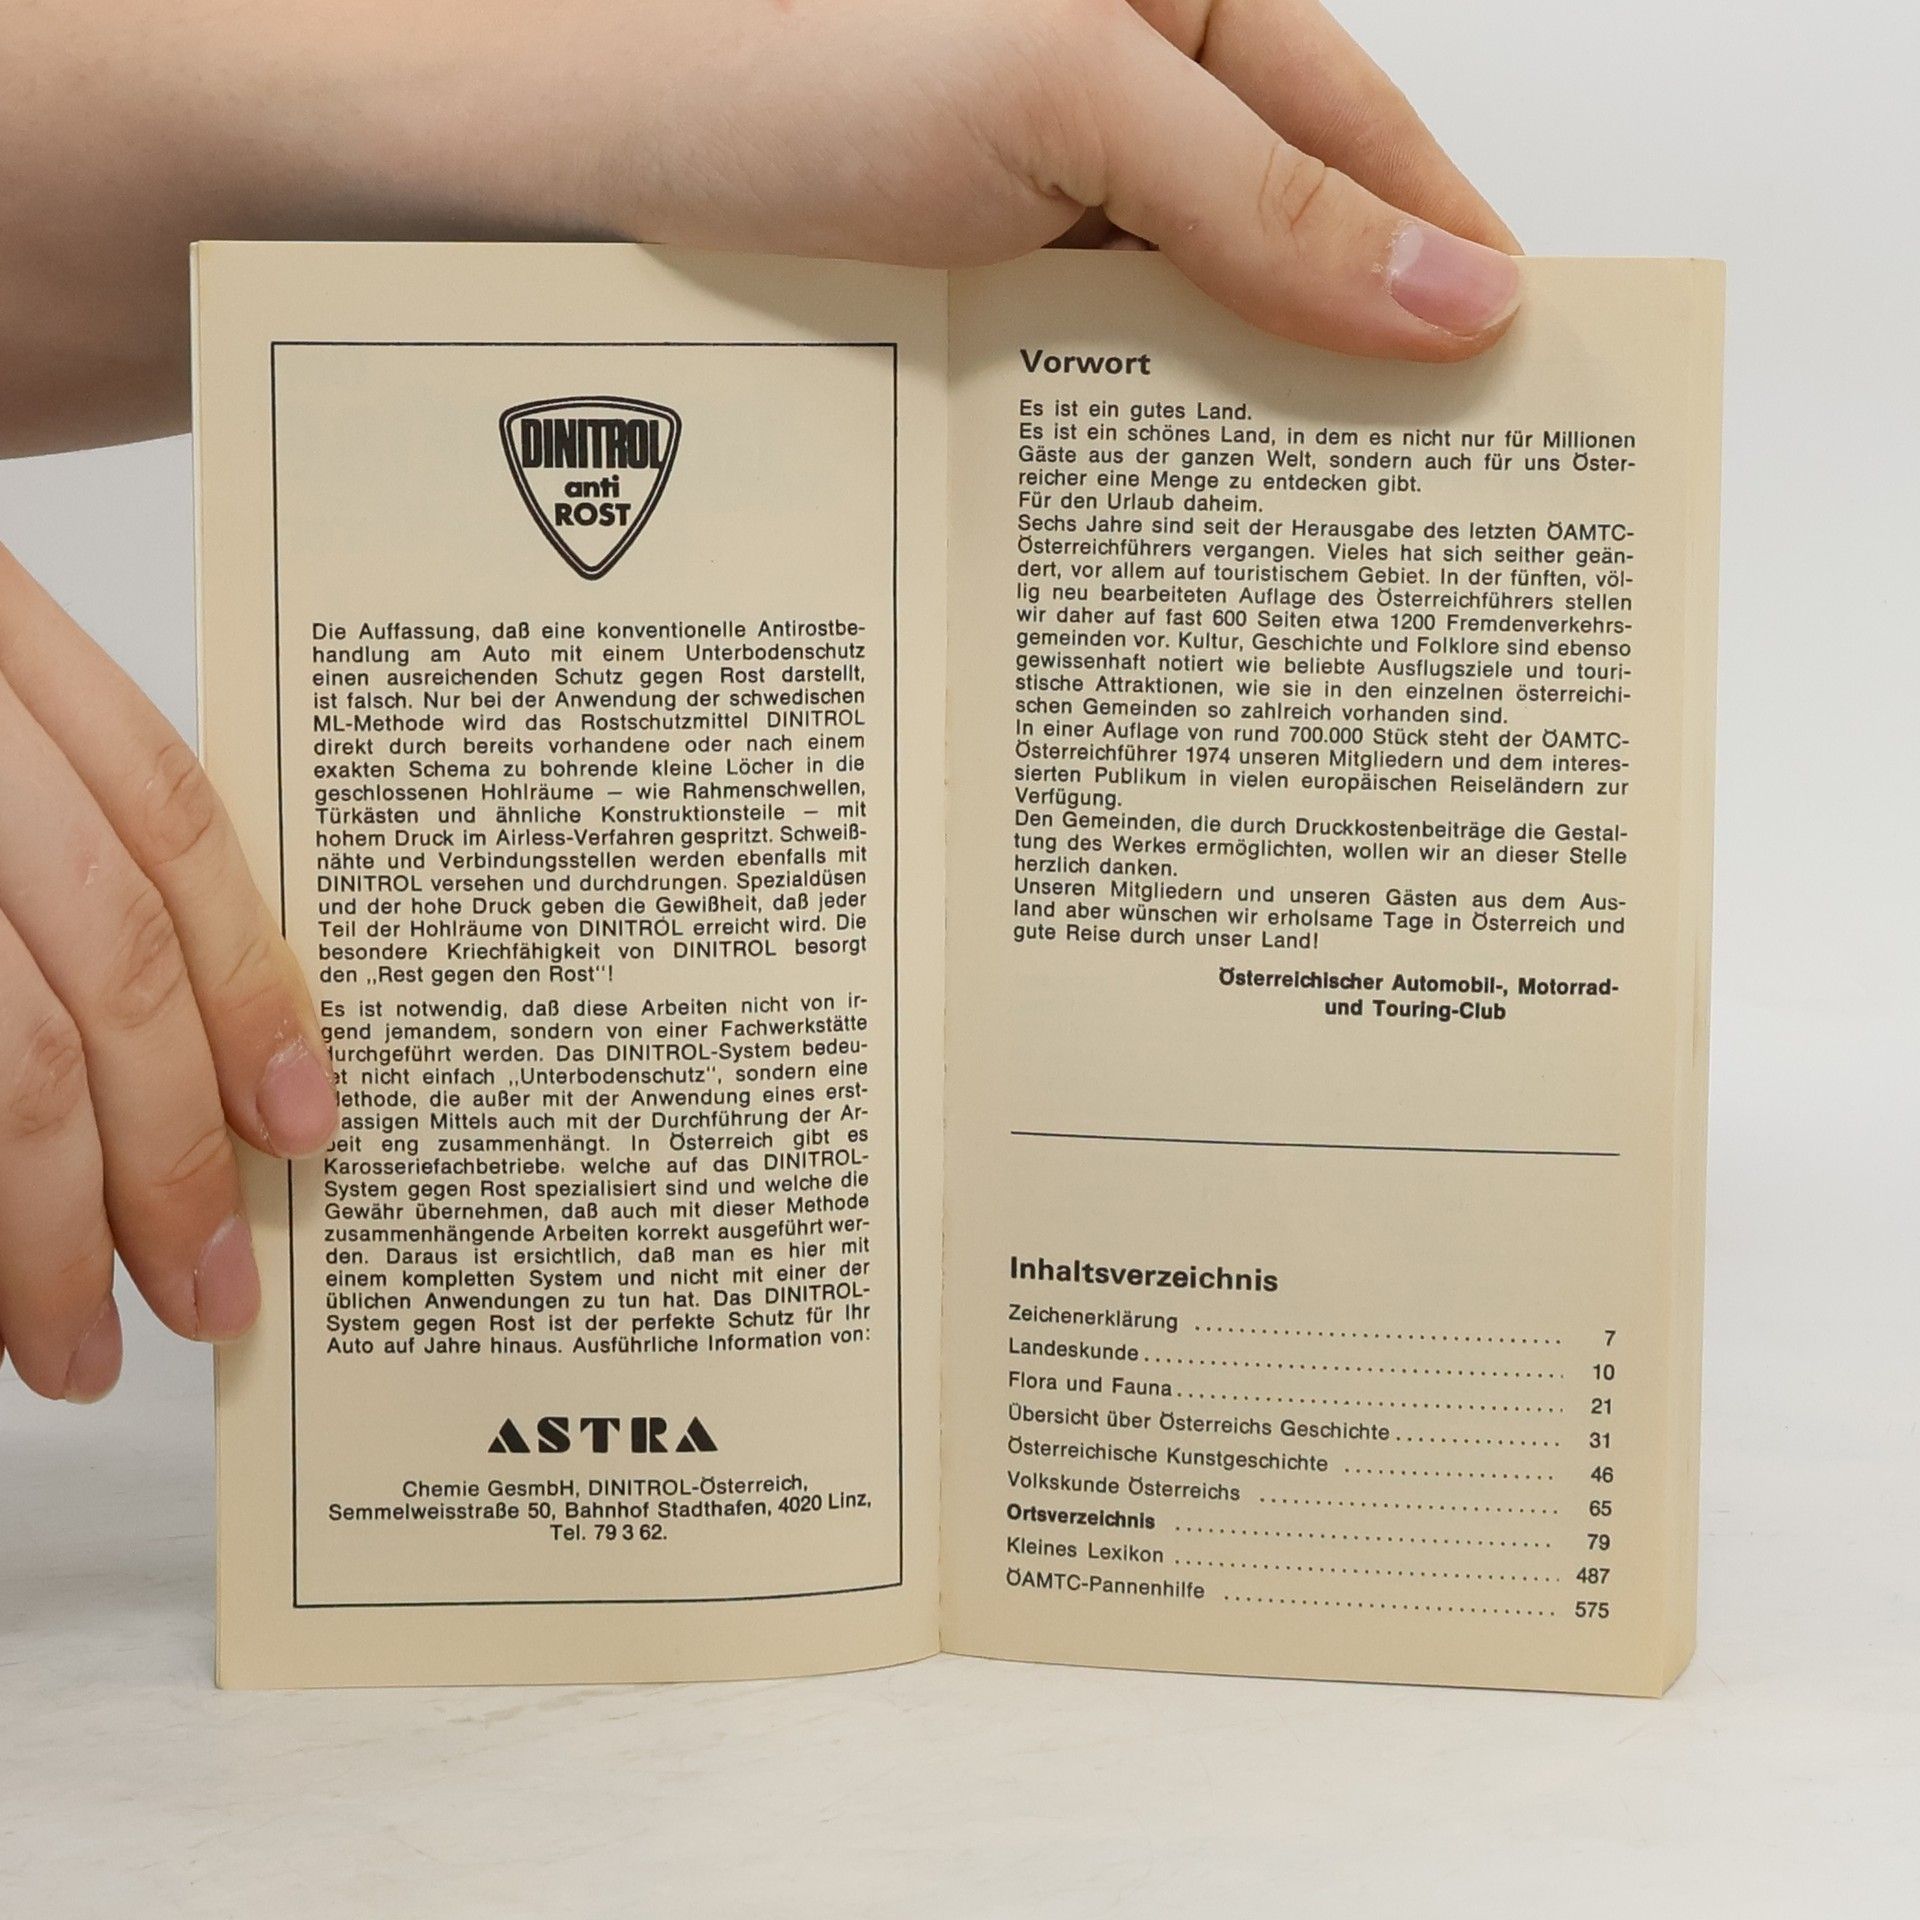 DINITROL
anti
ROST
Die Auffassung, daß eine konventionelle Antirostbe-
handlung am Auto mit einem Unterbodenschutz
einen ausreichenden Schutz gegen Rost darstellt,
ist falsch. Nur bei der Anwendung der schwedischen
ML-Methode wird das Rostschutzmittel DINITROL
direkt durch bereits vorhandene oder nach einem
exakten Schema zu bohrende kleine Löcher in die
geschlossenen Hohlräume — wie Rahmenschwellen,
Türkästen und ähnliche Konstruktionsteile — mit
hohem Druck im Airless-Verfahren gespritzt. Schweiß-
nähte und Verbindungsstellen werden ebenfalls mit
DINITROL versehen und durchdrungen. Spezialdüsen
und der hohe Druck geben die Gewißheit, daß jeder
Teil der Hohlräume von DINITROL erreicht wird. Die
besondere Kriechfähigkeit von DINITROL besorgt
den „Rest gegen den Rost“!
Es ist notwendig, daß diese Arbeiten nicht von ir-
gend jemandem, sondern von einer Fachwerkstätte
durchgeführt werden. Das DINITROL-System bedeu-
et nicht einfach „Unterbodenschutz“, sondern eine
Methode, die außer mit der Anwendung eines erst-
assigen Mittels auch mit der Durchführung der Ar-
beit eng zusammenhängt. In Österreich gibt es
Karosseriefachbetriebe, welche auf das DINITROL-
System gegen Rost spezialisiert sind und welche die
Gewähr übernehmen, daß auch mit dieser Methode
zusammenhängende Arbeiten korrekt ausgeführt wer-
den. Daraus ist ersichtlich, daß man es hier mit
einem kompletten System und nicht mit einer der
üblichen Anwendungen zu tun hat. Das DINITROL-
System gegen Rost ist der perfekte Schutz für Ihr
Auto auf Jahre hinaus. Ausführliche Information von:
ASTRA
Chemie GesmbH, DINITROL-Österreich,
Semmelweisstraße 50, Bahnhof Stadthafen, 4020 Linz,
Tel. 79 3 62.
Vorwort
Es ist ein gutes Land.
Es ist ein schönes Land, in dem es nicht nur für Millionen
Gäste aus der ganzen Welt, sondern auch für uns Öster-
reicher eine Menge zu entdecken gibt.
Für den Urlaub daheim.
Sechs Jahre sind seit der Herausgabe des letzten ÖAMTC-
Österreichführers vergangen. Vieles hat sich seither geän-
dert, vor allem auf touristischem Gebiet. In der fünften, völ-
lig neu bearbeiteten Auflage des Österreichführers stellen
wir daher auf fast 600 Seiten etwa 1200 Fremdenverkehrs-
gemeinden vor. Kultur, Geschichte und Folklore sind ebenso
gewissenhaft notiert wie beliebte Ausflugsziele und touri-
stische Attraktionen, wie sie in den einzelnen österreichi-
schen Gemeinden so zahlreich vorhanden sind.
In einer Auflage von rund 700.000 Stück steht der ÖAMTC-
Österreichführer 1974 unseren Mitgliedern und dem interes-
sierten Publikum in vielen europäischen Reiseländern zur
Verfügung.
Den Gemeinden, die durch Druckkostenbeiträge die Gestal-
tung des Werkes ermöglichten, wollen wir an dieser Stelle
herzlich danken.
Unseren Mitgliedern und unseren Gästen aus dem Aus-
land aber wünschen wir erholsame Tage in Österreich und
gute Reise durch unser Land!
Österreichischer Automobil-, Motorrad-
und Touring-Club
Inhaltsverzeichnis
Zeichenerklärung 7
Landeskunde 10
Flora und Fauna 21
Übersicht über Österreichs Geschichte 31
Österreichische Kunstgeschichte 46
Volkskunde Österreichs 65
Ortsverzeichnis 79
Kleines Lexikon 487
ÖAMTC-Pannenhilfe 575